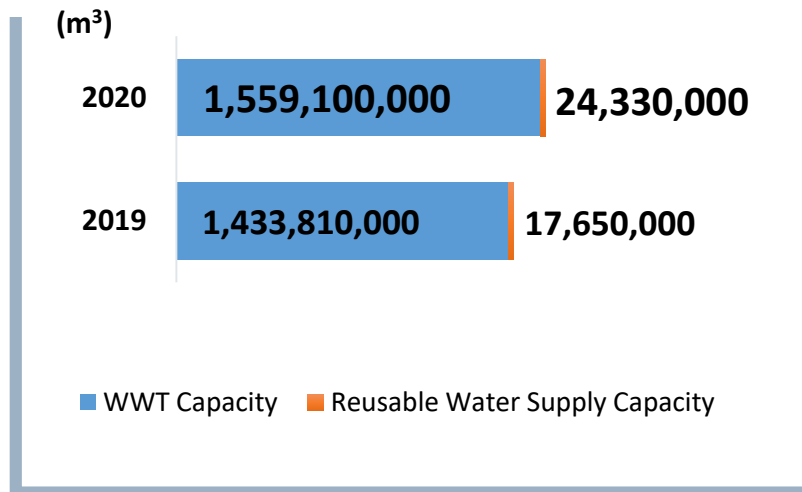 (m³)
2020 1,559,100,000 24,330,000
2019 1,433,810,000 17,650,000
WWT Capacity Reusable Water Supply Capacity